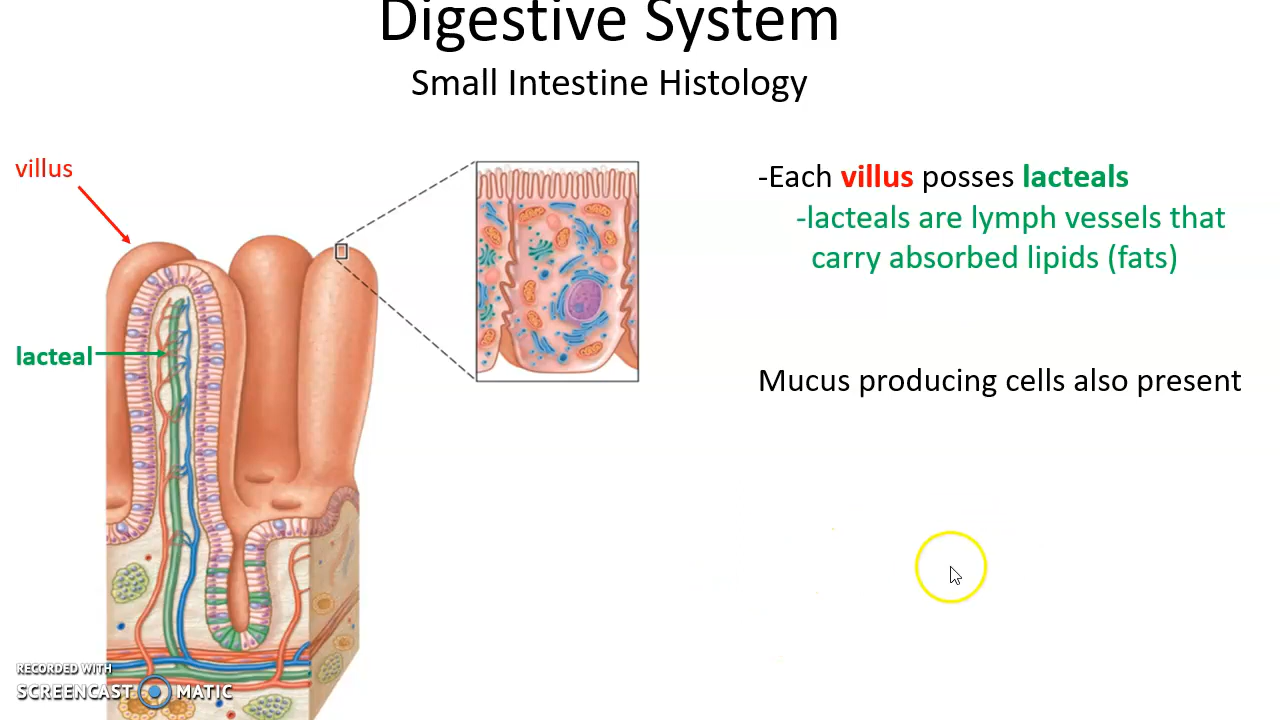 Digestive System
Small Intestine Histology
villus
lacteal
-Each villus posses lacteals
-lacteals are lymph vessels that
carry absorbed lipids (fats)
Mucus producing cells also present
RECORDED WITH
SCREENCAST MATIC